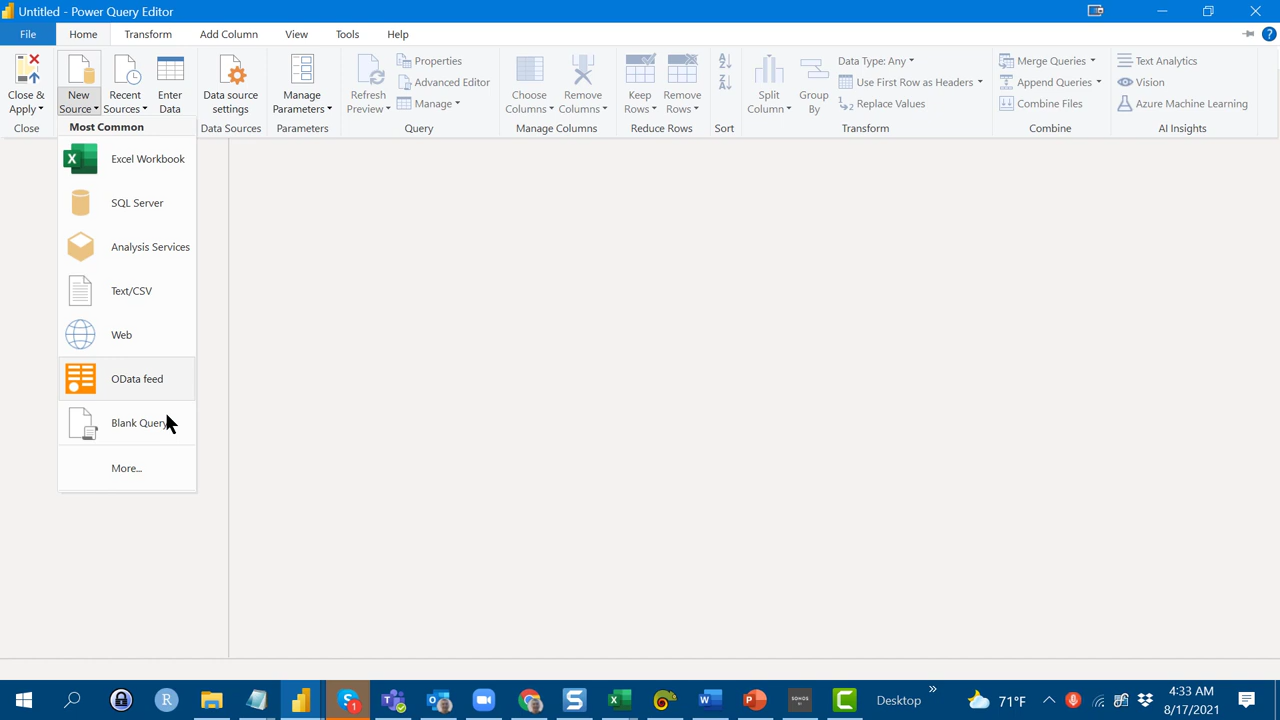 Untitled - Power Query Editor
File Home Transform Add Column View Tools Help
Close & Apply
New Source
Recent Sources
Enter Data
Data source settings
Manage Parameters
Refresh Preview
Properties
Advanced Editor
Manage
Choose Columns
Remove Columns
Keep Rows
Remove Rows
Split Column
Group By
Data Type: Any
Use First Row as Headers
Replace Values
Merge Queries
Append Queries
Combine Files
Text Analytics
Vision
Azure Machine Learning
Close
Data Sources
Parameters
Query
Manage Columns
Reduce Rows
Sort
Transform
Combine
AI Insights
Most Common
Excel Workbook
SQL Server
Analysis Services
Text/CSV
Web
OData feed
Blank Query
More...
SONOS
Desktop
71°F
4:33 AM
8/17/2021